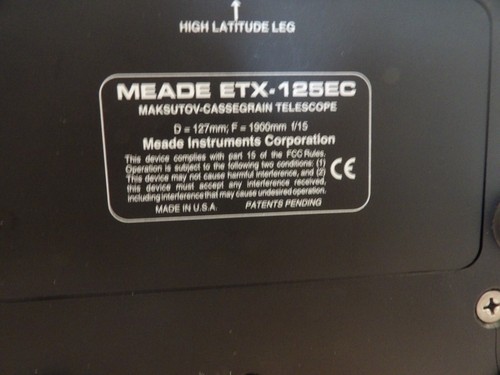 HIGH LATITUDE LEG
MEADE ETX-125EC
MAKSUTOV-CASSEGRAIN TELESCOPE
D = 127mm; F = 1900mm f/15
Meade Instruments Corporation
This device complies with part 15 of the FCC Rules.
Operation is subject to the following two conditions: (1)
This device may not cause harmful interference, and (2)
this device must accept any interference received,
including interference that may cause undesired operation.
CE
MADE IN U.S.A. PATENTS PENDING